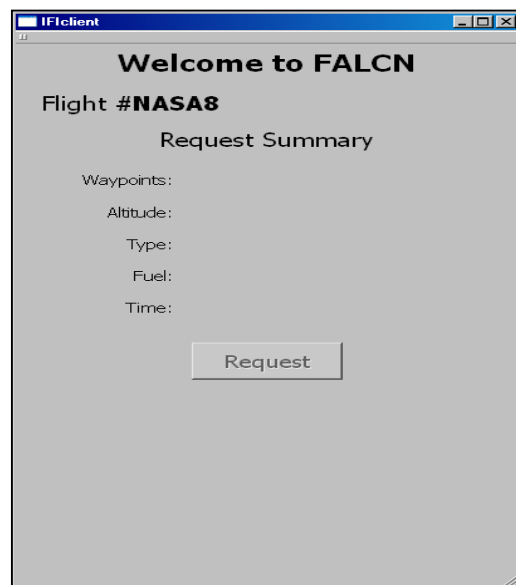 IFIclient
Welcome to FALCN
Flight #NASA8
Request Summary
Waypoints:
Altitude:
Type:
Fuel:
Time:
Request